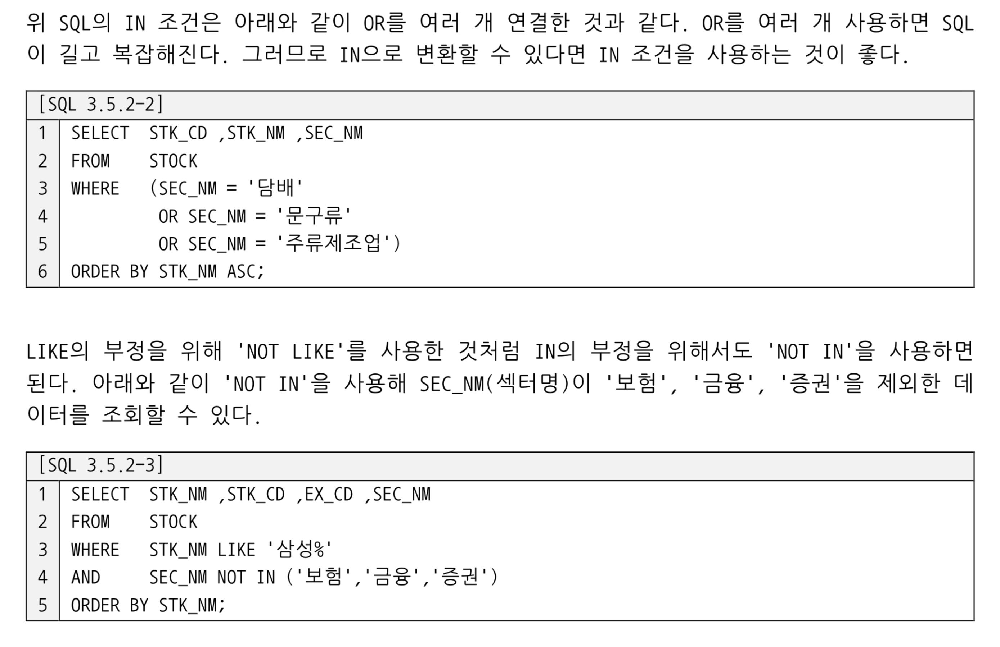 위 SQL의 IN 조건은 아래와 같이 OR를 여러 개 연결한 것과 같다. OR를 여러 개 사용하면 SQL
이 길고 복잡해진다. 그러므로 IN으로 변환할 수 있다면 IN 조건을 사용하는 것이 좋다.
[SQL 3.5.2-2]
1 SELECT STK_CD ,STK_NM ,SEC_NM
2 FROM STOCK
3 WHERE (SEC_NM = '담배'
4 OR SEC_NM = '문구류'
5 OR SEC_NM = '주류제조업')
6 ORDER BY STK_NM ASC;
LIKE의 부정을 위해 'NOT LIKE'를 사용한 것처럼 IN의 부정을 위해서도 'NOT IN'을 사용하면
된다. 아래와 같이 'NOT IN'을 사용해 SEC_NM(섹터명)이 '보험', '금융', '증권'을 제외한 데
이터를 조회할 수 있다.
[SQL 3.5.2-3]
1 SELECT STK_NM ,STK_CD ,EX_CD ,SEC_NM
2 FROM STOCK
3 WHERE STK_NM LIKE '삼성%'
4 AND SEC_NM NOT IN ('보험','금융','증권')
5 ORDER BY STK_NM;